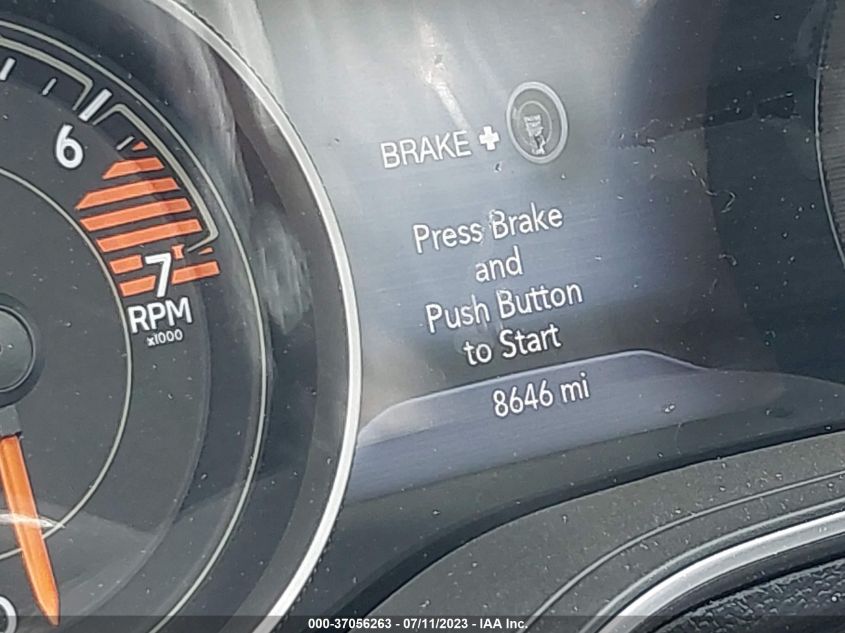 6
7
RPM
x1000
BRAKE +
Press Brake
and
Push Button
to Start
8646 mi
000-37056263 - 07/11/2023 - IAA Inc.